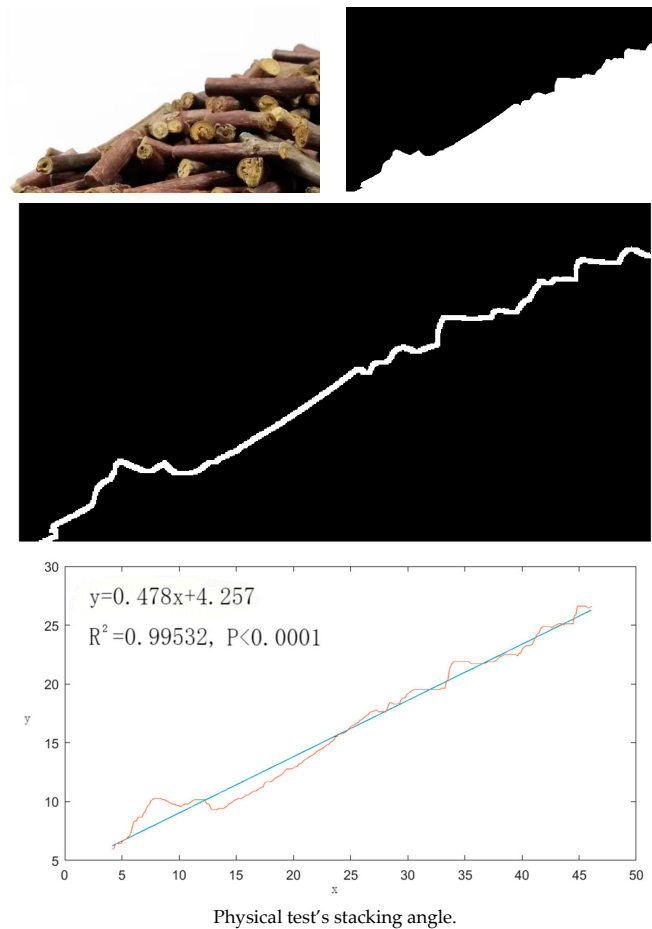 30
25
20
15
10
5
y=0.478x+4.257
R²=0.99532, P<0.0001
y
0 5 10 15 20 25 30 35 40 45 50
x
Physical test's stacking angle.